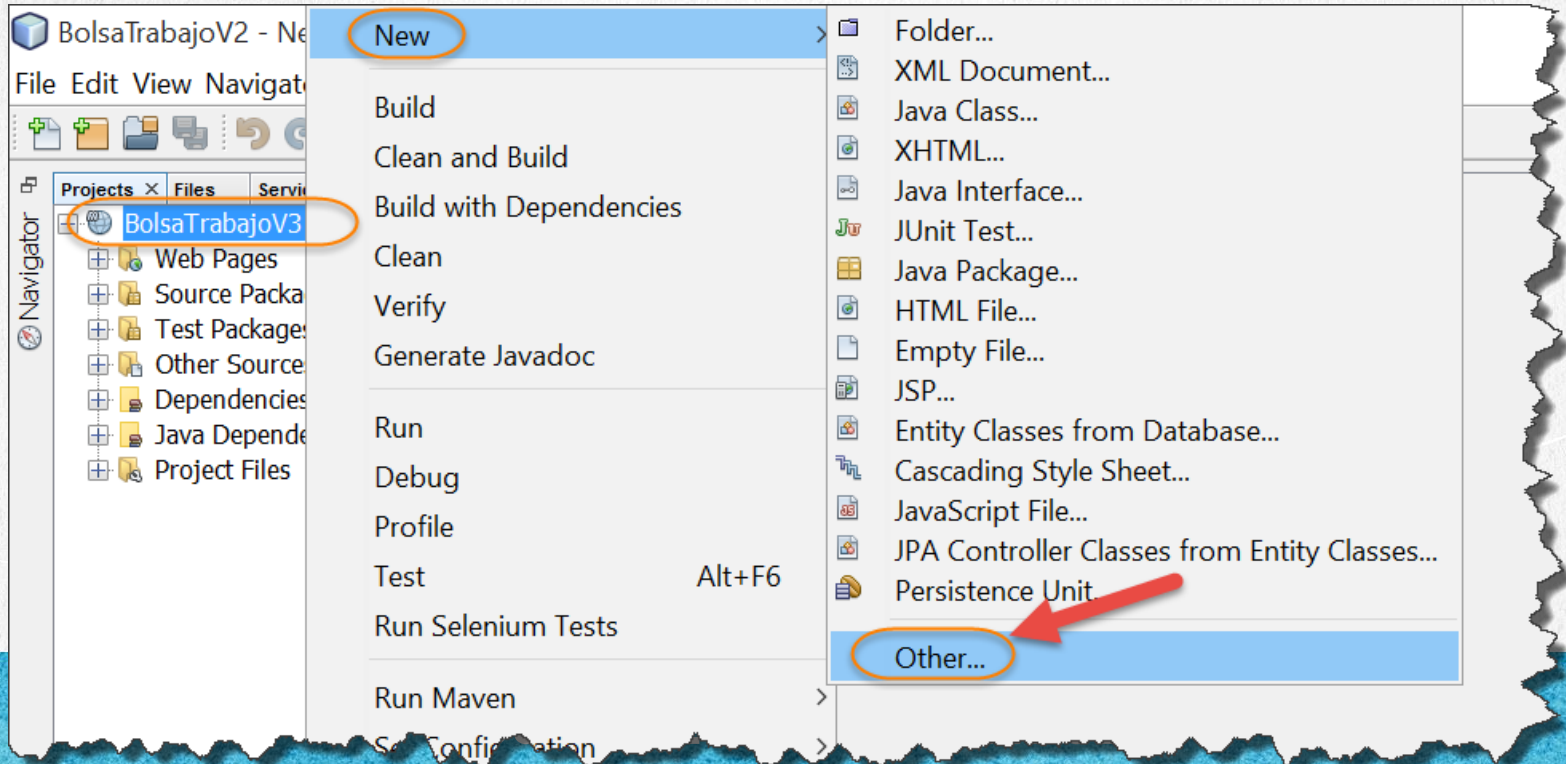 BolsaTrabajoV2 - Ne
File Edit View Navigat
Projects
Files
Servi
Navigator
BolsaTrabajoV3
Web Pages
Source Packa
Test Packages
Other Source
Dependencies
Java Depende
Project Files
New
Build
Clean and Build
Build with Dependencies
Clean
Verify
Generate Javadoc
Run
Debug
Profile
Test Alt+F6
Run Selenium Tests
Run Maven
Folder...
XML Document...
Java Class...
XHTML...
Java Interface...
JUnit Test...
Java Package...
HTML File...
Empty File...
JSP...
Entity Classes from Database...
Cascading Style Sheet...
JavaScript File...
JPA Controller Classes from Entity Classes...
Persistence Unit.
Other...